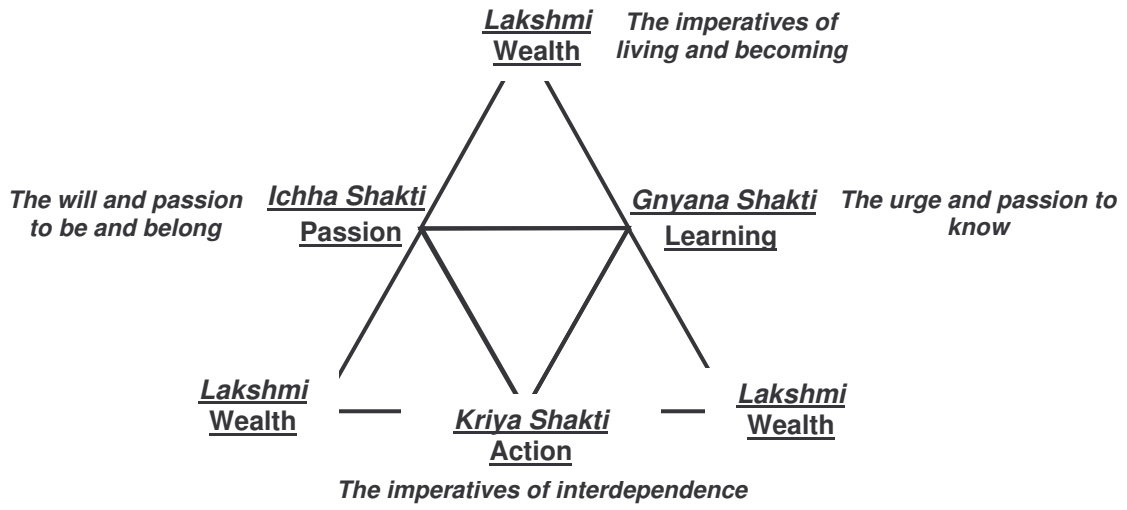 Lakshmi
Wealth
The imperatives of
living and becoming
The will and passion
to be and belong
Ichha Shakti
Passion
Gnyana Shakti
Learning
The urge and passion to
know
Lakshmi
Wealth
Kriya Shakti
Action
Lakshmi
Wealth
The imperatives of interdependence